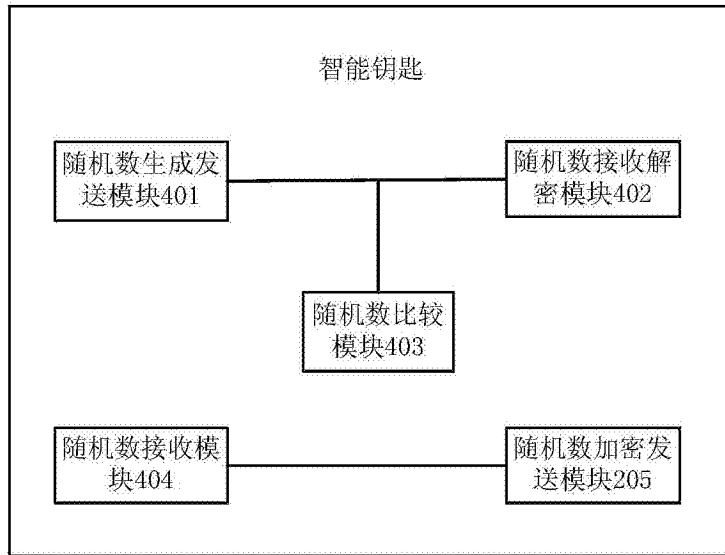 智能钥匙
随机数生成发
送模块401
随机数接收解
密模块402
随机数比较
模块403
随机数接收模
块404
随机数加密发
送模块205